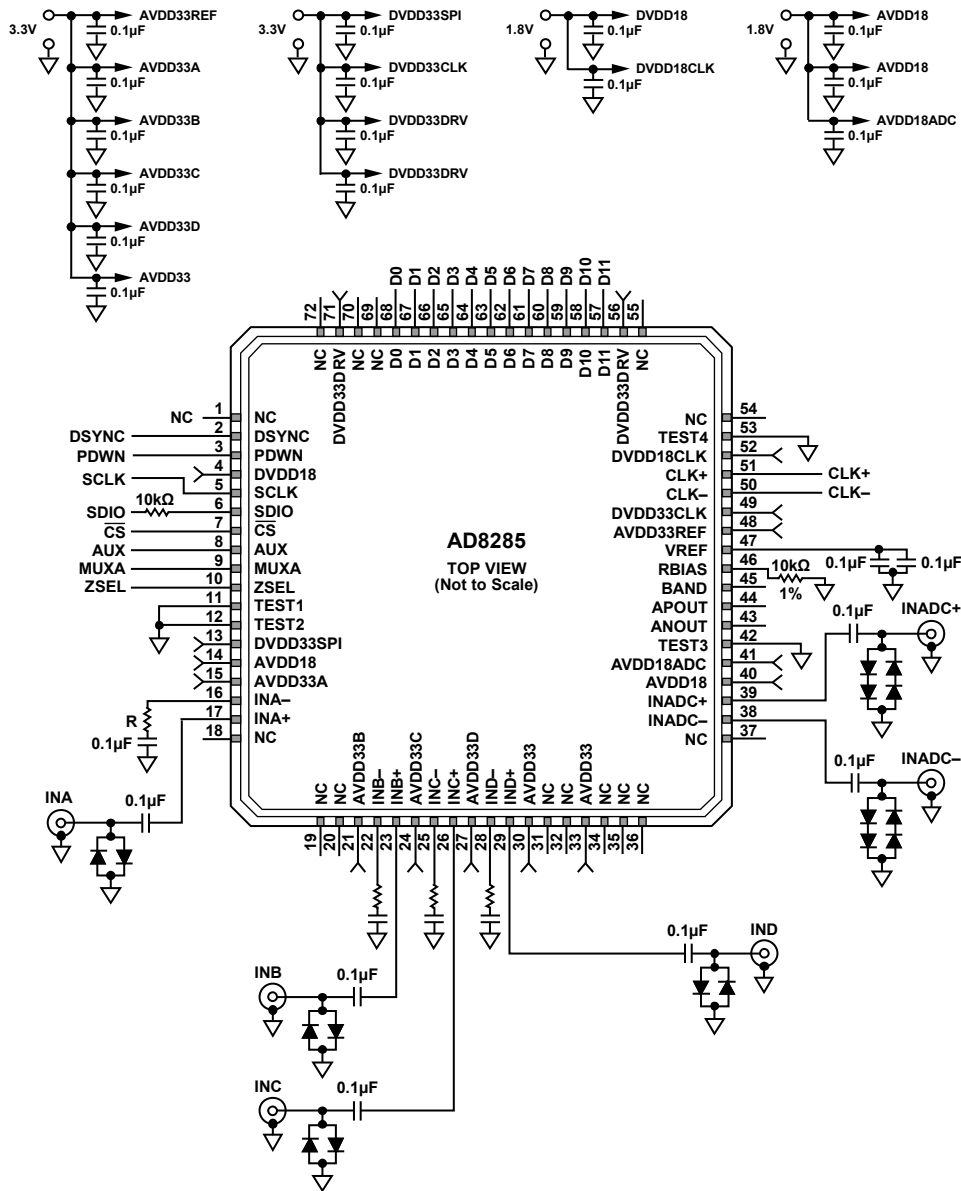 3.3V
AVDD33REF
0.1µF
AVDD33A
0.1µF
AVDD33B
0.1µF
AVDD33C
0.1µF
AVDD33D
0.1µF
AVDD33
0.1µF
3.3V
DVDD33SPI
0.1µF
DVDD33CLK
0.1µF
DVDD33DRV
0.1µF
DVDD33DRV
0.1µF
1.8V
DVDD18
0.1µF
DVDD18CLK
0.1µF
1.8V
AVDD18
0.1µF
AVDD18
0.1µF
AVDD18ADC
0.1µF
D0 D1 D2 D3 D4 D5 D6 D7 D8 D9 D10 D11
72 71 70 69 68 67 66 65 64 63 62 61 60 59 58 57 56 55
NC DVDD33DRV NC NC D0 D1 D2 D3 D4 D5 D6 D7 D8 D9 D10 D11 DVDD33DRV NC
NC 1 NC
DSYNC 2 DSYNC
PDWN 3 PDWN
4 DVDD18
SCLK 5 SCLK
SDIO 10kΩ 6 SDIO
CS 7 CS
AUX 8 AUX
MUXA 9 MUXA
ZSEL 10 ZSEL
11 TEST1
12 TEST2
13 DVDD33SPI
14 AVDD18
15 AVDD33A
16 INA–
17 INA+
18 NC
R
0.1µF
INA
0.1µF
AD8285
TOP VIEW
(Not to Scale)
NC 54
TEST4 53
DVDD18CLK 52
CLK+ 51 CLK+
CLK– 50 CLK–
DVDD33CLK 49
AVDD33REF 48
VREF 47
0.1µF 0.1µF
RBIAS 46 10kΩ
1%
BAND 45
APOUT 44
ANOUT 43
TEST3 42
AVDD18ADC 41
AVDD18 40
INADC+ 39
INADC– 38
NC 37
0.1µF
INADC+
0.1µF
INADC–
NC NC AVDD33B INB– INB+ AVDD33C INC– INC+ AVDD33D IND– IND+ AVDD33 NC NC AVDD33 NC NC NC
19 20 21 22 23 24 25 26 27 28 29 30 31 32 33 34 35 36
0.1µF
IND
INB
0.1µF
INC
0.1µF